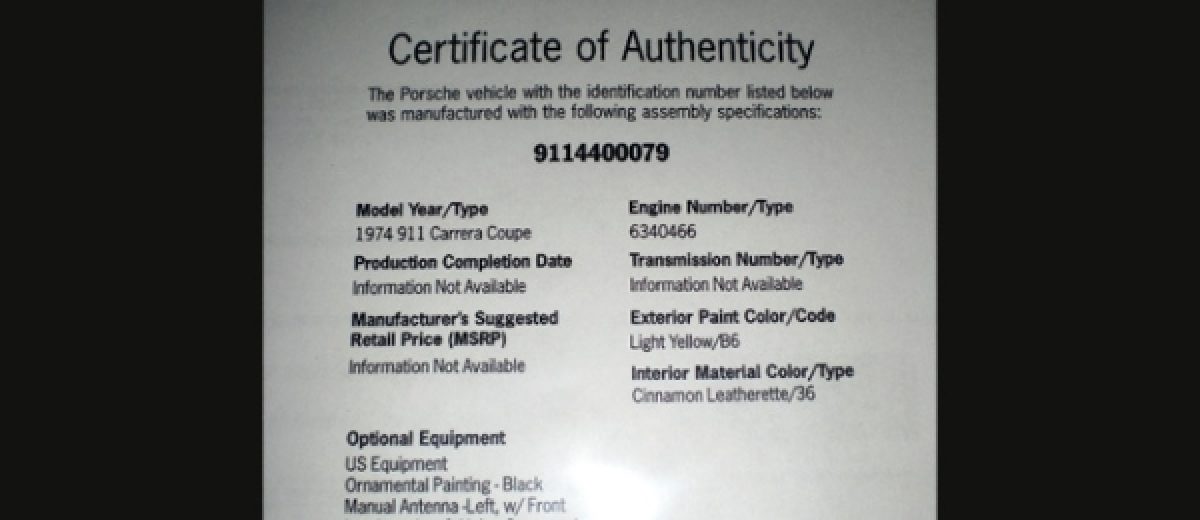 Certificate of Authenticity
The Porsche vehicle with the identification number listed below
was manufactured with the following assembly specifications:
9114400079
Model Year/Type
1974 911 Carrera Coupe
Production Completion Date
Information Not Available
Manufacturer's Suggested
Retail Price (MSRP)
Information Not Available
Engine Number/Type
6340466
Transmission Number/Type
Information Not Available
Exterior Paint Color/Code
Light Yellow/B6
Interior Material Color/Type
Cinnamon Leatherette/36
Optional Equipment
US Equipment
Ornamental Painting - Black
Manual Antenna -Left, w/ Front